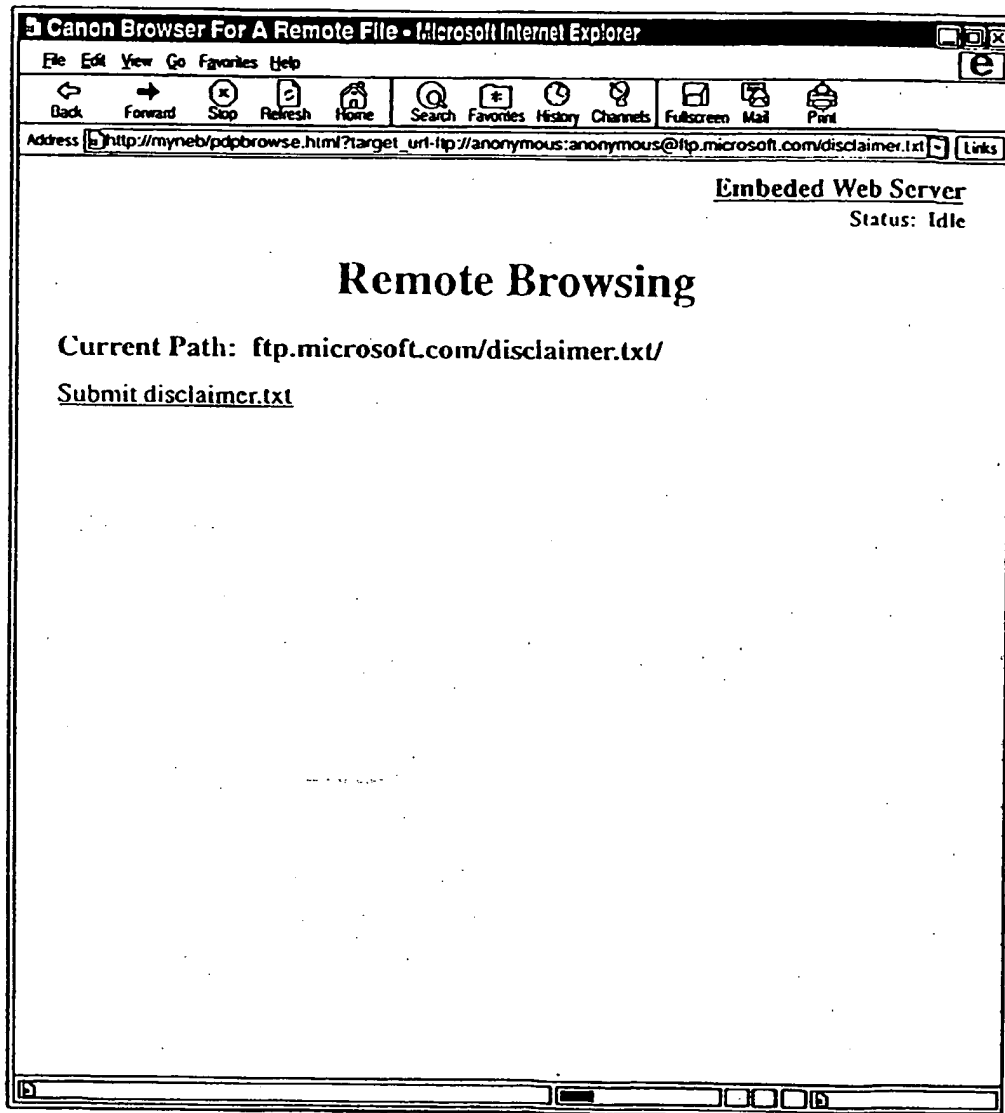 Canon Browser For A Remote File - Microsoft Internet Explorer
File Edit View Go Favorites Help
Back Forward Stop Refresh Home Search Favorites History Channels Fullscreen Mail Print
Address http://myneb/pdpbrowse.html?target_url-ftp://anonymous:anonymous@ftp.microsoft.com/disclaimer.txt Links
Embeded Web Server
Status: Idle
Remote Browsing
Current Path: ftp.microsoft.com/disclaimer.txt/
Submit disclaimer.txt